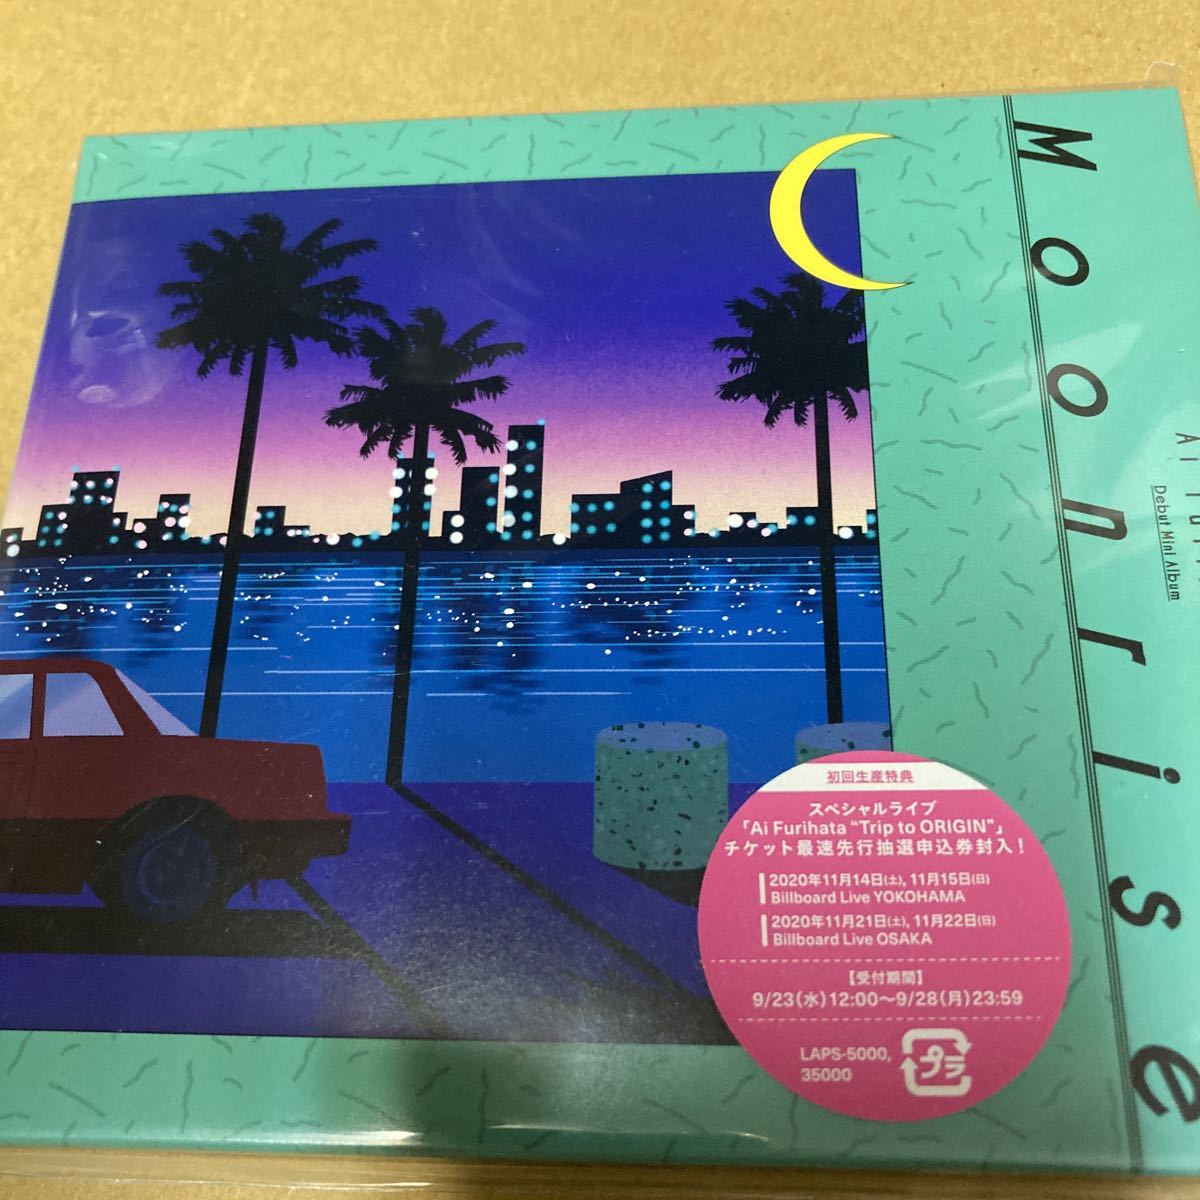 Moonrise
Debut Mini Album
初回生産特典
スペシャルライブ
「Ai Furihata “Trip to ORIGIN”」
チケット最速先行抽選申込券封入！
2020年11月14日(土), 11月15日(日)
Billboard Live YOKOHAMA
2020年11月21日(土), 11月22日(日)
Billboard Live OSAKA
【受付期間】
9/23(水)12:00～9/28(月)23:59
LAPS-5000,
35000
プラ